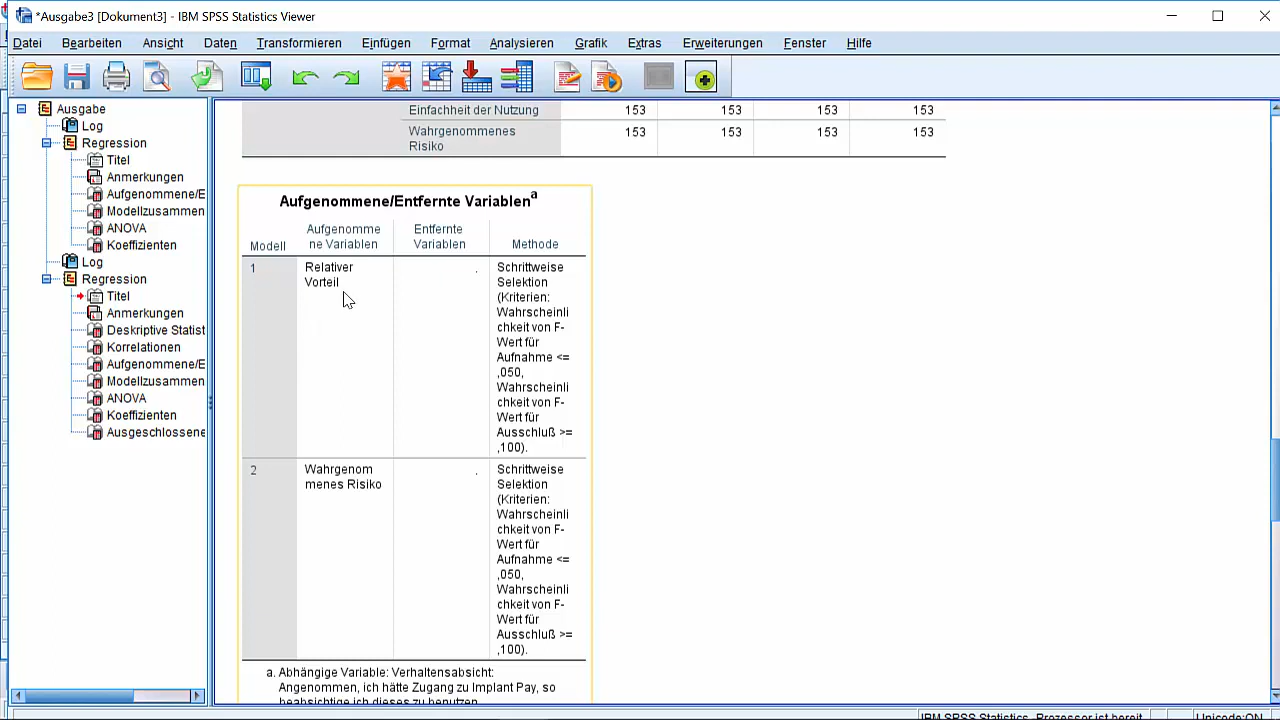 *Ausgabe3 [Dokument3] - IBM SPSS Statistics Viewer
Datei Bearbeiten Ansicht Daten Transformieren Einfügen Format Analysieren Grafik Extras Erweiterungen Fenster Hilfe
Ausgabe
Log
Regression
Titel
Anmerkungen
Aufgenommene/E
Modellzusammen
ANOVA
Koeffizienten
Log
Regression
Titel
Anmerkungen
Deskriptive Statist
Korrelationen
Aufgenommene/E
Modellzusammen
ANOVA
Koeffizienten
Ausgeschlossene
Einfachheit der Nutzung 153 153 153 153
Wahrgenommenes
Risiko
153 153 153 153
Aufgenommene/Entfernte Variablenᵃ
Modell
Aufgenomme
ne Variablen
Entfernte
Variablen
Methode
1
Relativer
Vorteil
.
Schrittweise
Selektion
(Kriterien:
Wahrscheinli
chkeit von F-
Wert für
Aufnahme <=
,050,
Wahrscheinli
chkeit von F-
Wert für
Ausschluß >=
,100).
2
Wahrgenom
menes Risiko
.
Schrittweise
Selektion
(Kriterien:
Wahrscheinli
chkeit von F-
Wert für
Aufnahme <=
,050,
Wahrscheinli
chkeit von F-
Wert für
Ausschluß >=
,100).
a. Abhängige Variable: Verhaltensabsicht:
Angenommen, ich hätte Zugang zu Implant Pay, so
beabsichtige ich dieses zu benutzen
IBM SPSS Statistics -Prozessor ist bereit Unicode:ON